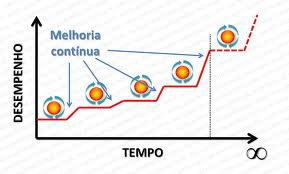 Melhoria
contínua
DESEMPENHO
TEMPO
∞